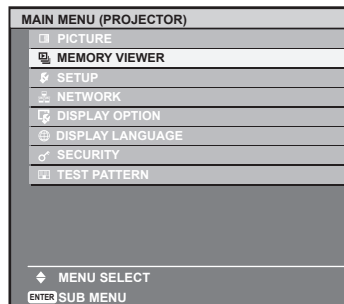 MAIN MENU (PROJECTOR)
PICTURE
MEMORY VIEWER
SETUP
NETWORK
DISPLAY OPTION
DISPLAY LANGUAGE
SECURITY
TEST PATTERN
MENU SELECT
ENTER SUB MENU